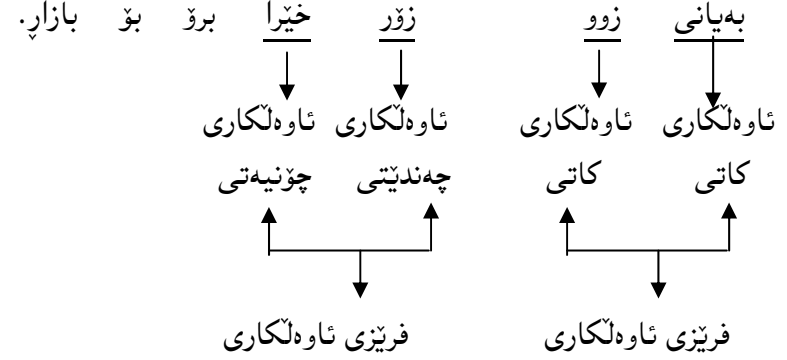 بەیانی زوو زۆر خێرا برۆ بۆ بازاڕ.
ئاوەڵکاری ئاوەڵکاری ئاوەڵکاری ئاوەڵکاری
کاتی کاتی چەندێتی چۆنیەتی
فرێزی ئاوەڵکاری فرێزی ئاوەڵکاری